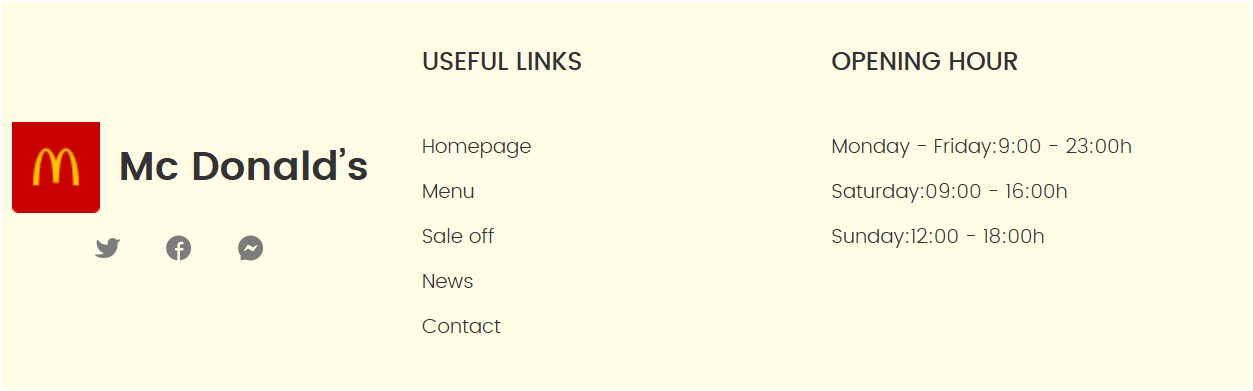 Mc Donald’s
USEFUL LINKS
Homepage
Menu
Sale off
News
Contact
OPENING HOUR
Monday - Friday:9:00 - 23:00h
Saturday:09:00 - 16:00h
Sunday:12:00 - 18:00h